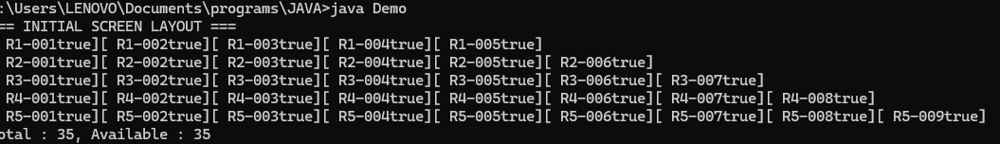 :\Users\LENOVO\Documents\programs\JAVA>java Demo
== INITIAL SCREEN LAYOUT ===
R1-001true][ R1-002true][ R1-003true][ R1-004true][ R1-005true]
R2-001true][ R2-002true][ R2-003true][ R2-004true][ R2-005true][ R2-006true]
R3-001true][ R3-002true][ R3-003true][ R3-004true][ R3-005true][ R3-006true][ R3-007true]
R4-001true][ R4-002true][ R4-003true][ R4-004true][ R4-005true][ R4-006true][ R4-007true][ R4-008true]
R5-001true][ R5-002true][ R5-003true][ R5-004true][ R5-005true][ R5-006true][ R5-007true][ R5-008true][ R5-009true]
otal : 35, Available : 35